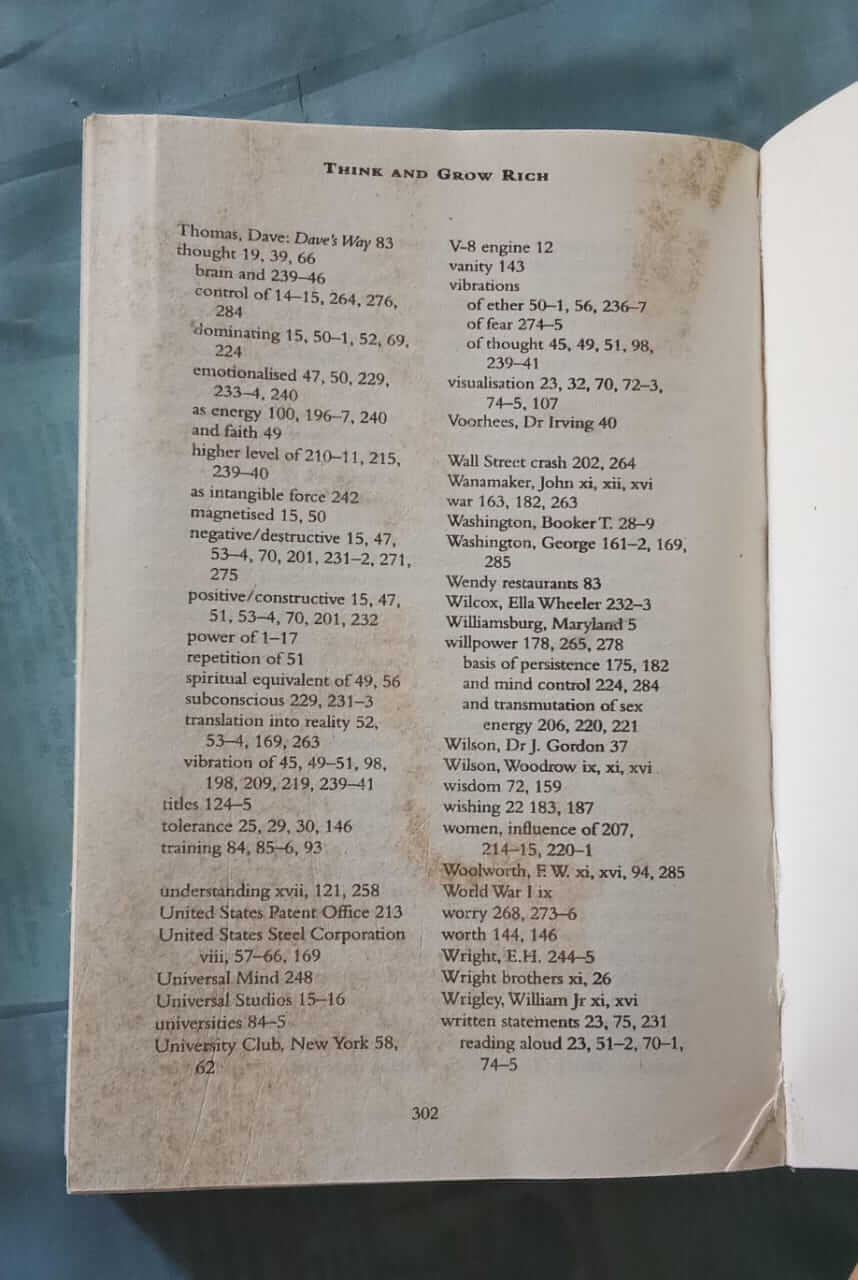 THINK AND GROW RICH
Thomas, Dave: Dave's Way 83
thought 19, 39, 66
brain and 239–46
control of 14–15, 264, 276,
284
dominating 15, 50–1, 52, 69,
224
emotionalised 47, 50, 229,
233–4, 240
as energy 100, 196–7, 240
and faith 49
higher level of 210–11, 215,
239–40
as intangible force 242
magnetised 15, 50
negative/destructive 15, 47,
53–4, 70, 201, 231–2, 271,
275
positive/constructive 15, 47,
51, 53–4, 70, 201, 232
power of 1–17
repetition of 51
spiritual equivalent of 49, 56
subconscious 229, 231–3
translation into reality 52,
53–4, 169, 263
vibration of 45, 49–51, 98,
198, 209, 219, 239–41
titles 124–5
tolerance 25, 29, 30, 146
training 84, 85–6, 93
understanding xvii, 121, 258
United States Patent Office 213
United States Steel Corporation
viii, 57–66, 169
Universal Mind 248
Universal Studios 15–16
universities 84–5
University Club, New York 58,
62
V-8 engine 12
vanity 143
vibrations
of ether 50–1, 56, 236–7
of fear 274–5
of thought 45, 49, 51, 98,
239–41
visualisation 23, 32, 70, 72–3,
74–5, 107
Voorhees, Dr Irving 40
Wall Street crash 202, 264
Wanamaker, John xi, xii, xvi
war 163, 182, 263
Washington, Booker T. 28–9
Washington, George 161–2, 169,
285
Wendy restaurants 83
Wilcox, Ella Wheeler 232–3
Williamsburg, Maryland 5
willpower 178, 265, 278
basis of persistence 175, 182
and mind control 224, 284
and transmutation of sex
energy 206, 220, 221
Wilson, Dr J. Gordon 37
Wilson, Woodrow ix, xi, xvi
wisdom 72, 159
wishing 22 183, 187
women, influence of 207,
214–15, 220–1
Woolworth, F. W. xi, xvi, 94, 285
World War I ix
worry 268, 273–6
worth 144, 146
Wright, E.H. 244–5
Wright brothers xi, 26
Wrigley, William Jr xi, xvi
written statements 23, 75, 231
reading aloud 23, 51–2, 70–1,
74–5
302